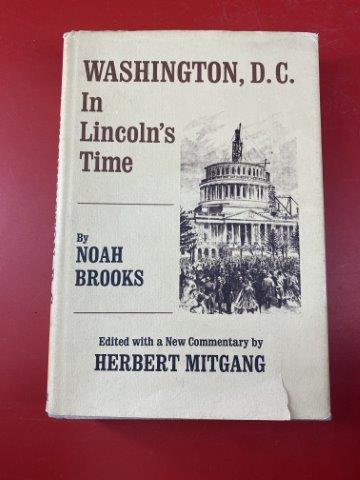 WASHINGTON, D.C.
In
Lincoln's
Time
By
NOAH
BROOKS
Edited with a New Commentary by
HERBERT MITGANG